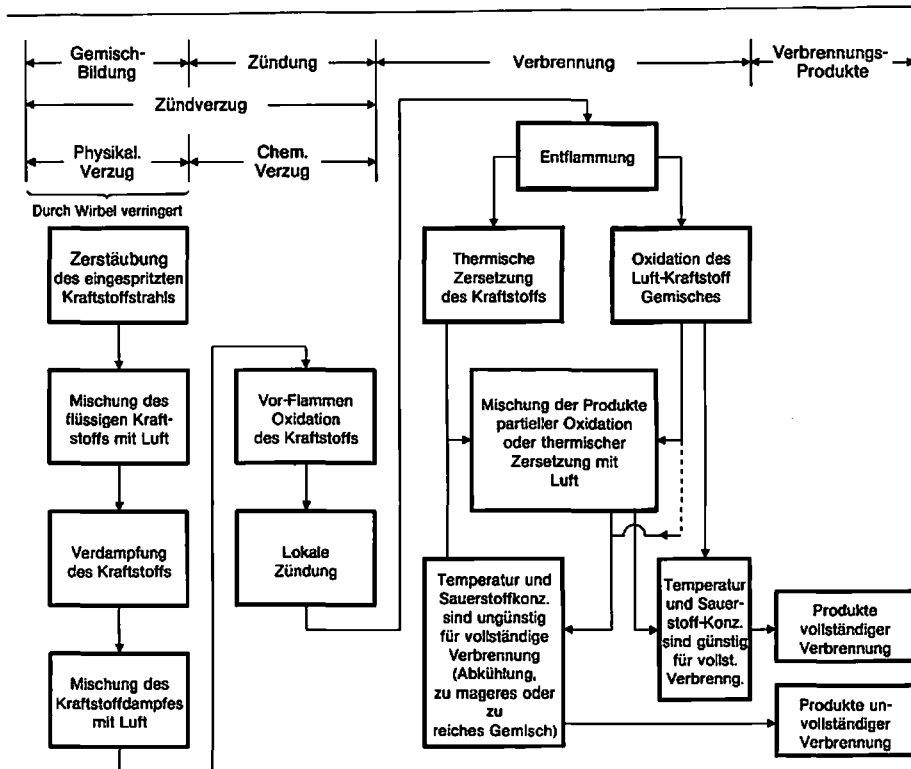 Gemisch-
Bildung
Zündung
Verbrennung
Verbrennungs-
Produkte
Zündverzug
Physikal.
Verzug
Chem.
Verzug
Durch Wirbel verringert
Zerstäubung
des eingespritzten
Kraftstoffstrahls
Mischung des
flüssigen Kraft-
stoffs mit Luft
Verdampfung
des Kraftstoffs
Mischung des
Kraftstoffdampfes
mit Luft
Vor-Flammen
Oxidation
des Kraftstoffs
Lokale
Zündung
Entflammung
Thermische
Zersetzung
des Kraftstoffs
Oxidation des
Luft-Kraftstoff
Gemisches
Mischung der Produkte
partieller Oxidation
oder thermischer
Zersetzung mit
Luft
Temperatur und
Sauerstoffkonz.
sind ungünstig
für vollständige
Verbrennung
(Abkühltung,
zu mageres oder
zu
reiches Gemisch)
Temperatur
und Sauer-
stoff-Konz.
sind günstig
für vollst.
Verbrenng.
Produkte
vollständiger
Verbrennung
Produkte un-
vollständiger
Verbrennung